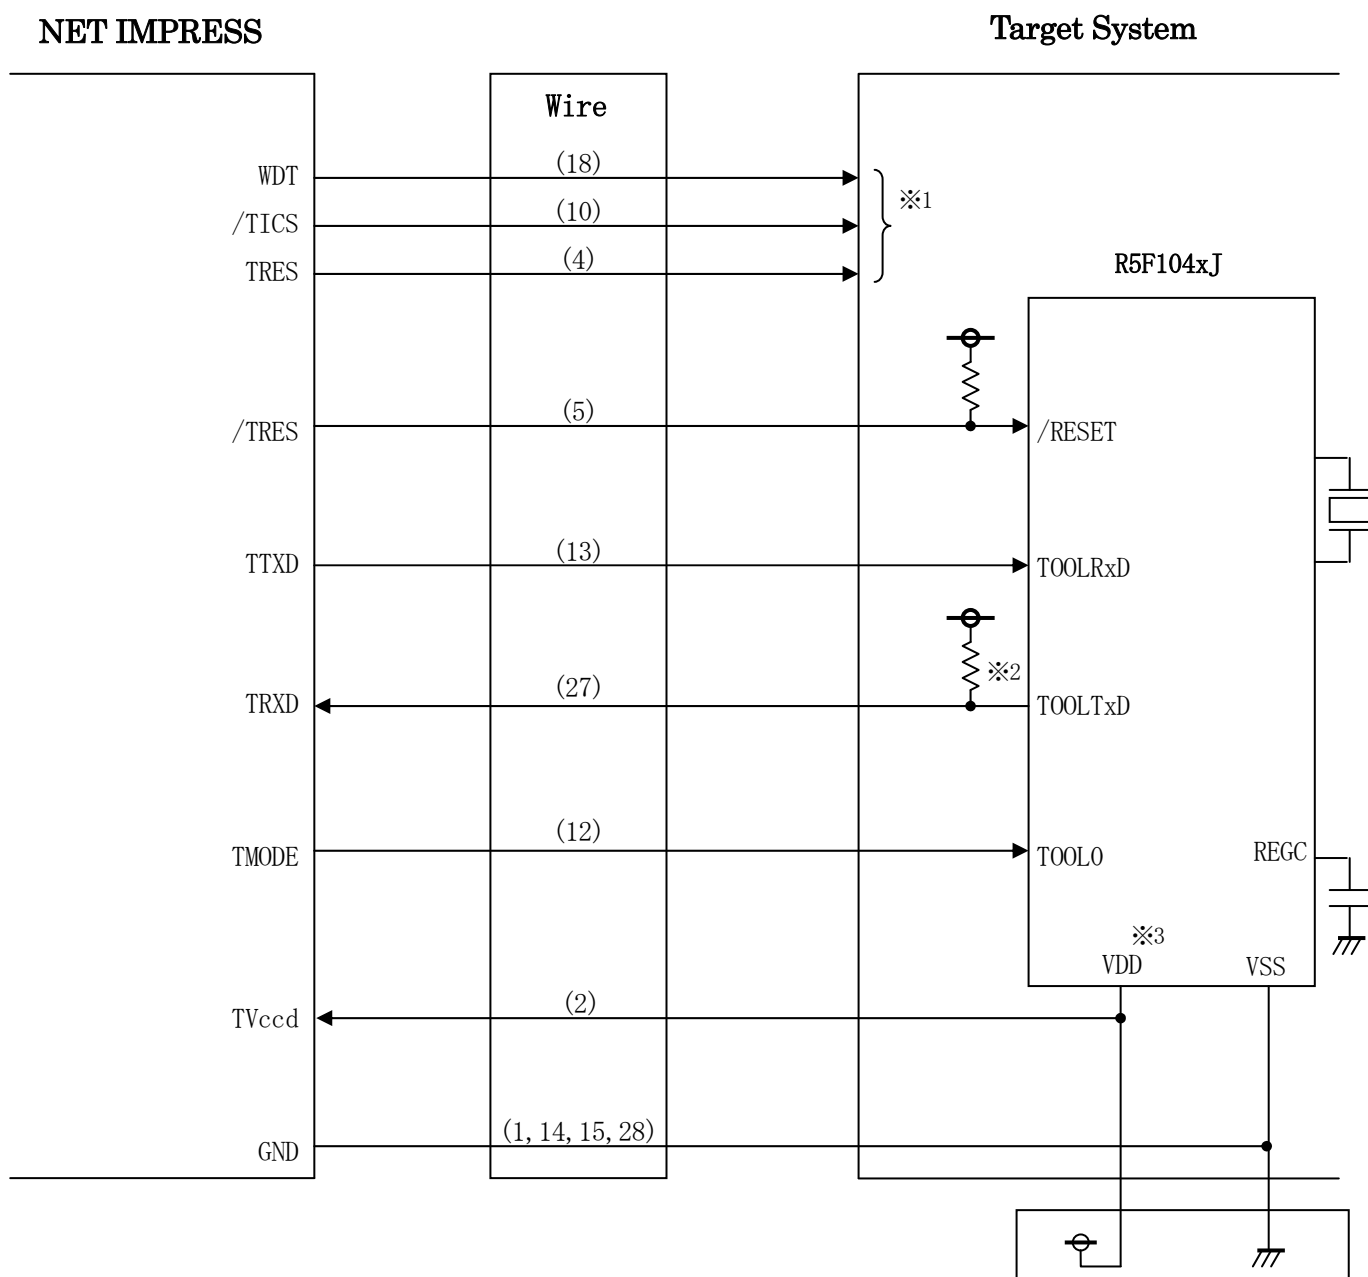 NET IMPRESS
Target System
Wire
WDT
(18)
※1
/TICS
(10)
TRES
(4)
R5F104xJ
/TRES
(5)
/RESET
TTXD
(13)
TOOLRxD
※2
TRXD
(27)
TOOLTxD
TMODE
(12)
TOOL0
REGC
※3
VDD
VSS
TVccd
(2)
GND
(1,14,15,28)